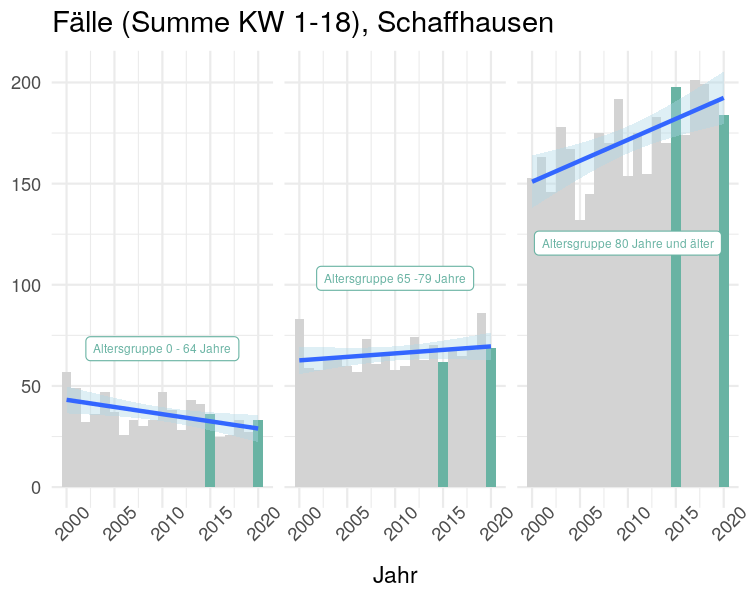 Fälle (Summe KW 1-18), Schaffhausen
200
150
100
50
0
Altersgruppe 0 - 64 Jahre
Altersgruppe 65 -79 Jahre
Altersgruppe 80 Jahre und älter
2000 2005 2010 2015 2020
2000 2005 2010 2015 2020
2000 2005 2010 2015 2020
Jahr